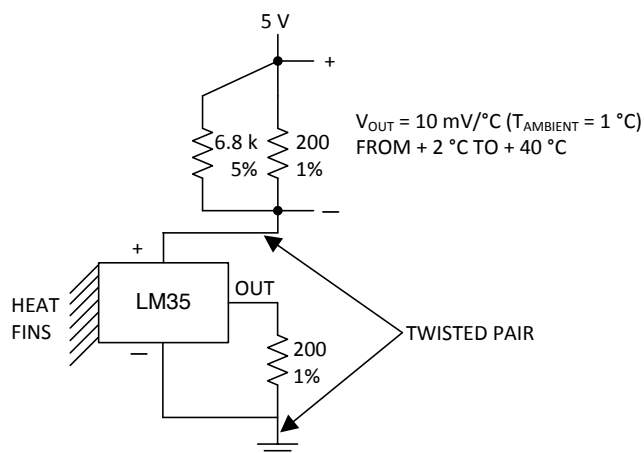 5 V
+
6.8 k
5%
200
1%
V_OUT = 10 mV/°C (T_AMBIENT = 1 °C)
FROM + 2 °C TO + 40 °C
—
+
HEAT
FINS
LM35
OUT
—
200
1%
TWISTED PAIR